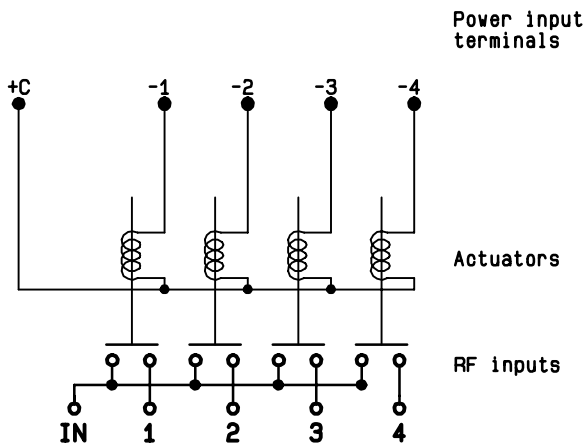 Power input
terminals
+C -1 -2 -3 -4
Actuators
RF inputs
IN 1 2 3 4